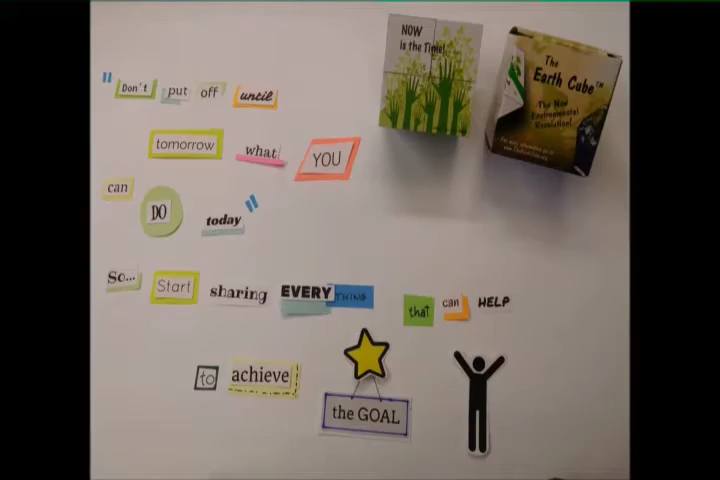 "Don't put off until
tomorrow what YOU
can DO today"
So... Start sharing EVERYTHING that can HELP
to achieve the GOAL
NOW
is the Time!
The
Earth Cube™
The New
Environmental
Revolution!